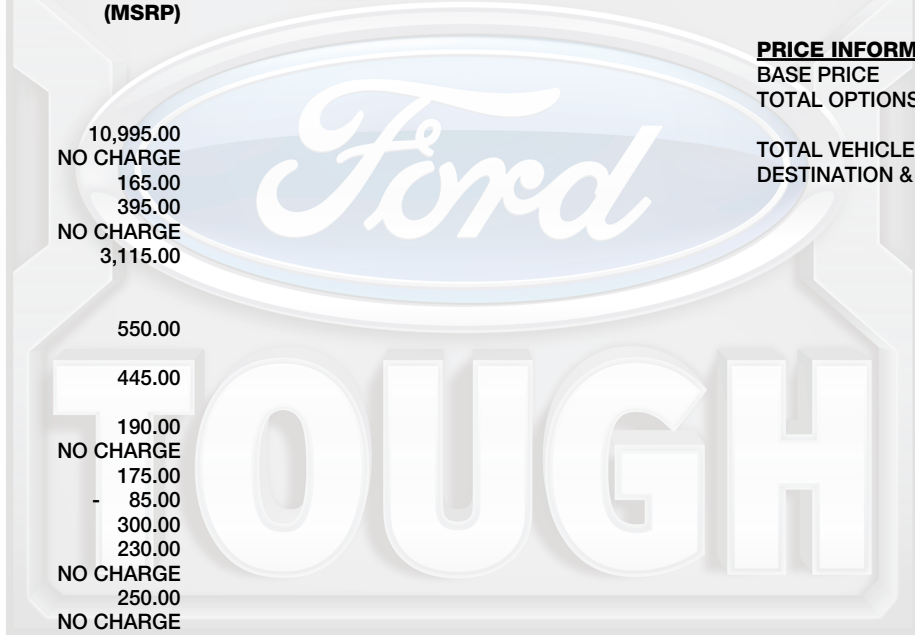 (MSRP)
10,995.00
NO CHARGE
165.00
395.00
NO CHARGE
3,115.00
550.00
445.00
190.00
NO CHARGE
175.00
- 85.00
300.00
230.00
NO CHARGE
250.00
NO CHARGE
PRICE INFORM
BASE PRICE
TOTAL OPTIONS
TOTAL VEHICLE
DESTINATION &
Ford
TOUGH